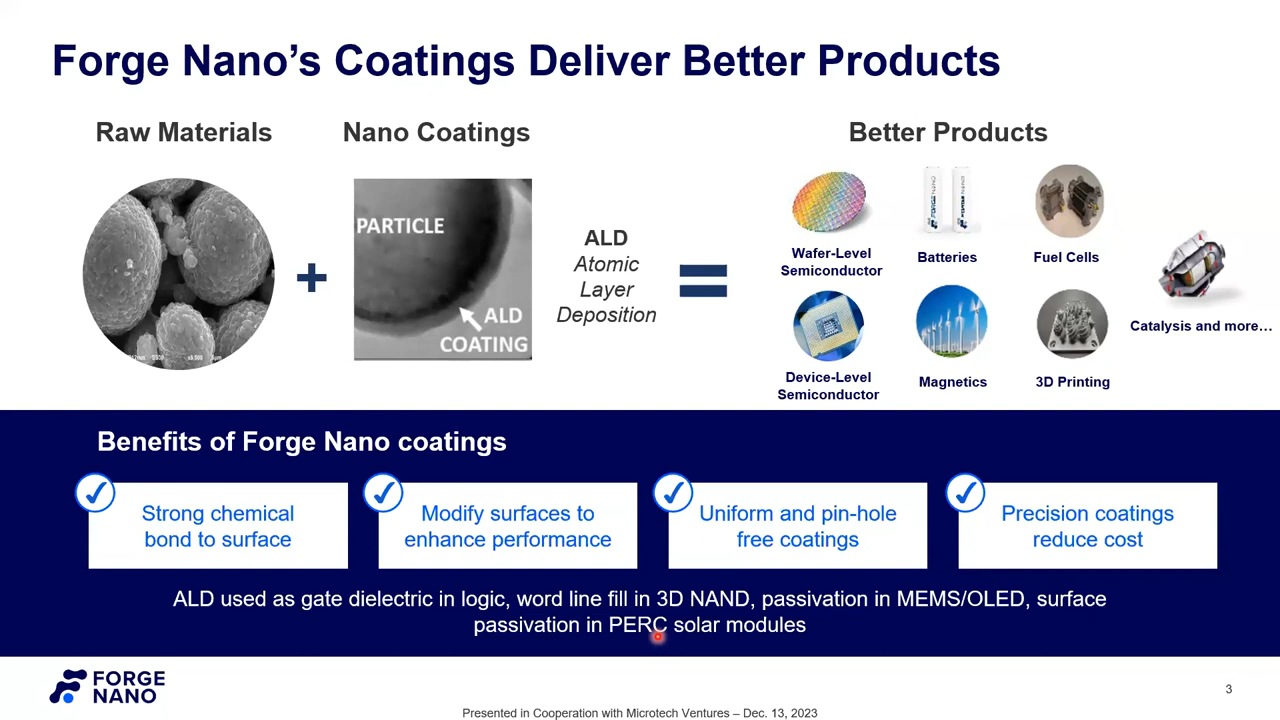 Forge Nano’s Coatings Deliver Better Products
Raw Materials
Nano Coatings
Better Products
PARTICLE
ALD
COATING
ALD
Atomic
Layer
Deposition
+
=
Wafer-Level
Semiconductor
Batteries
Fuel Cells
Device-Level
Semiconductor
Magnetics
3D Printing
Catalysis and more…
Benefits of Forge Nano coatings
Strong chemical
bond to surface
Modify surfaces to
enhance performance
Uniform and pin-hole
free coatings
Precision coatings
reduce cost
ALD used as gate dielectric in logic, word line fill in 3D NAND, passivation in MEMS/OLED, surface
passivation in PERC solar modules
FORGE
NANO
3
Presented in Cooperation with Microtech Ventures – Dec. 13, 2023